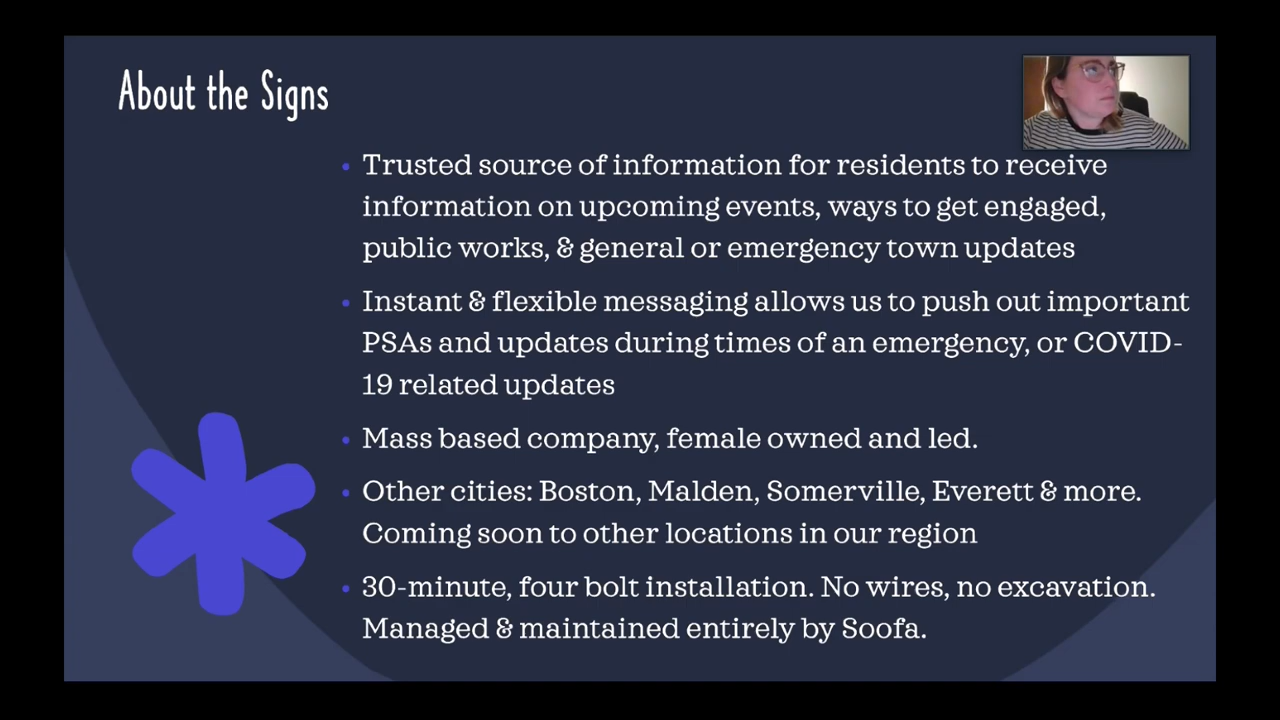 About the Signs
• Trusted source of information for residents to receive
information on upcoming events, ways to get engaged,
public works, & general or emergency town updates
• Instant & flexible messaging allows us to push out important
PSAs and updates during times of an emergency, or COVID-
19 related updates
• Mass based company, female owned and led.
• Other cities: Boston, Malden, Somerville, Everett & more.
Coming soon to other locations in our region
• 30-minute, four bolt installation. No wires, no excavation.
Managed & maintained entirely by Soofa.